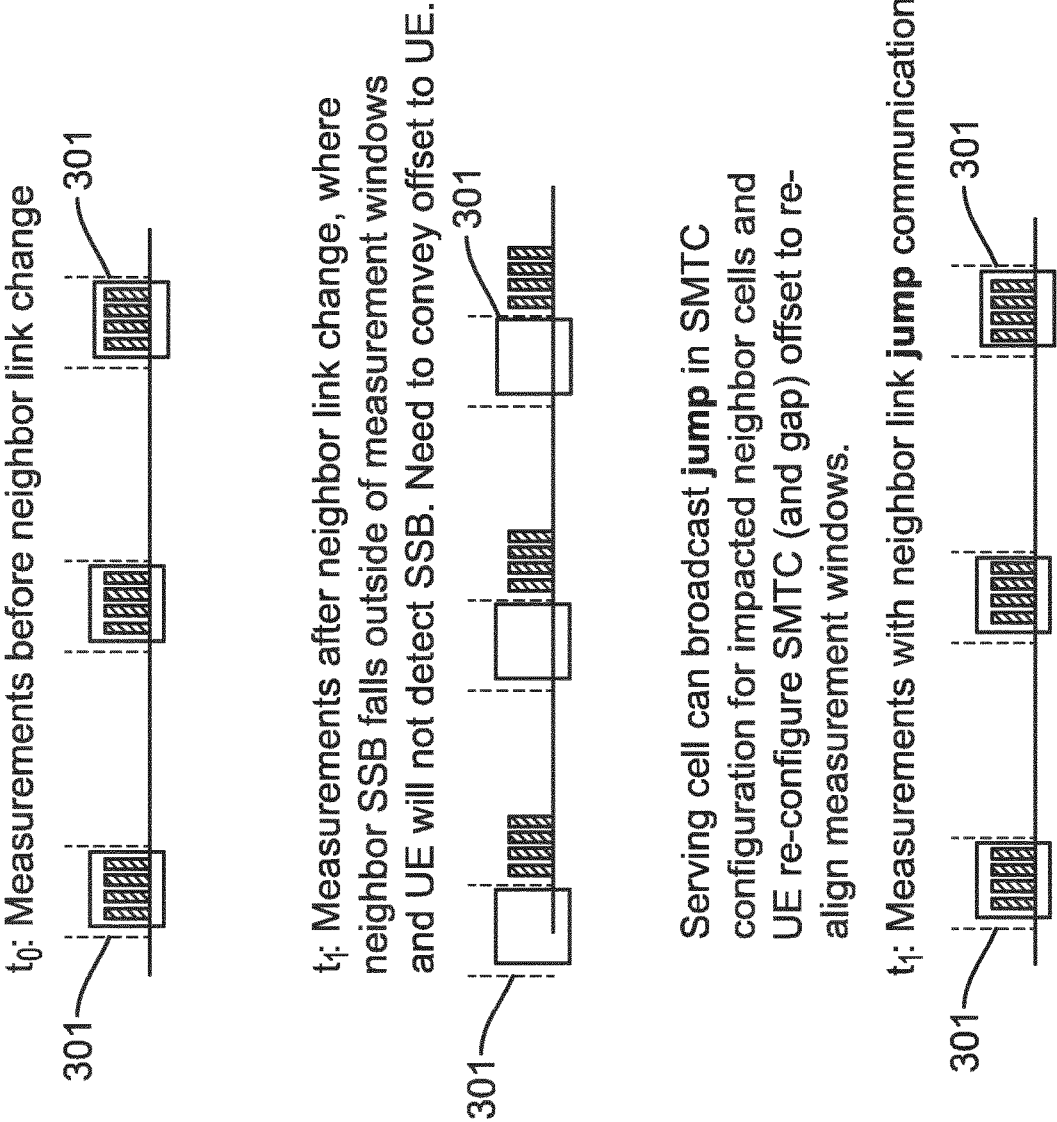 t0: Measurements before neighbor link change
301
301
t1: Measurements after neighbor link change, where
neighbor SSB falls outside of measurement windows
and UE will not detect SSB. Need to convey offset to UE.
301
301
Serving cell can broadcast jump in SMTC
configuration for impacted neighbor cells and
UE re-configure SMTC (and gap) offset to re-
align measurement windows.
t1: Measurements with neighbor link jump communication
301
301